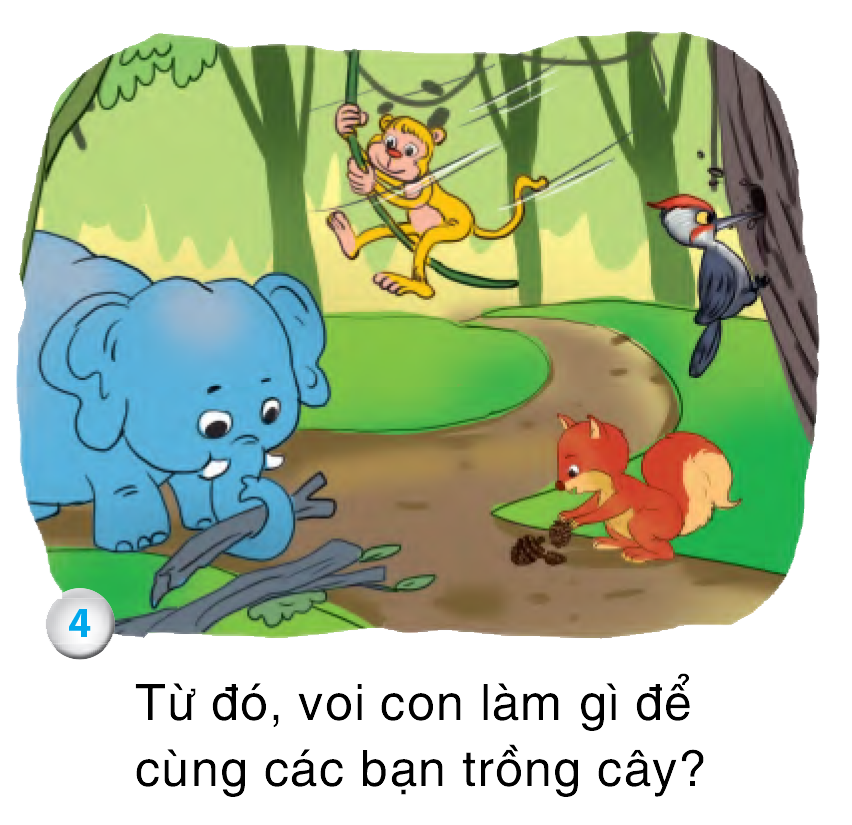 4
Từ đó, voi con làm gì để
cùng các bạn trồng cây?